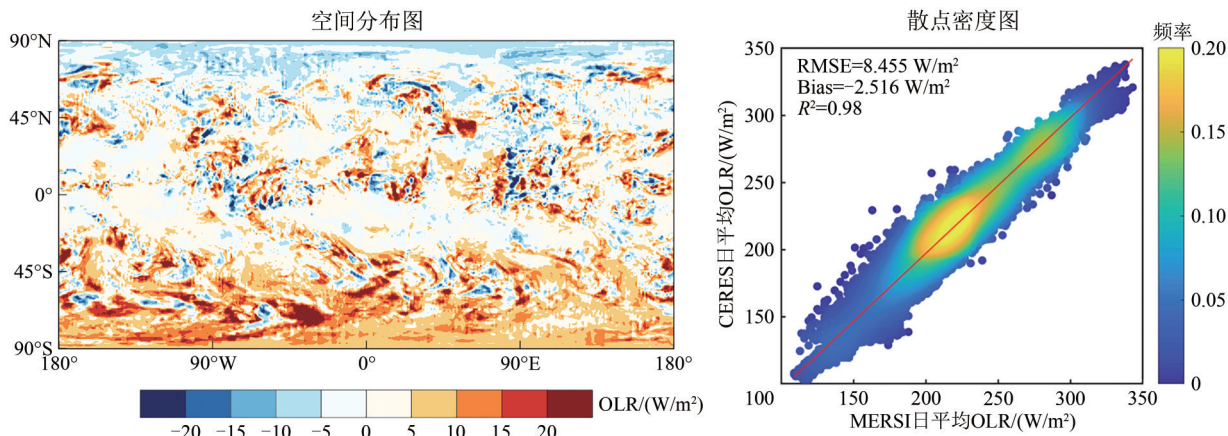 空间分布图
90°N
45°N
0°
45°S
90°S
180°
90°W
0°
90°E
180°
−20 −15 −10 −5 0 5 10 15 20
OLR/(W/m²)
散点密度图
RMSE=8.455 W/m²
Bias=−2.516 W/m²
R²=0.98
CERES日平均OLR/(W/m²)
350
300
250
200
150
100
150 200 250 300 350
MERSI日平均OLR/(W/m²)
频率
0.20
0.15
0.10
0.05
0